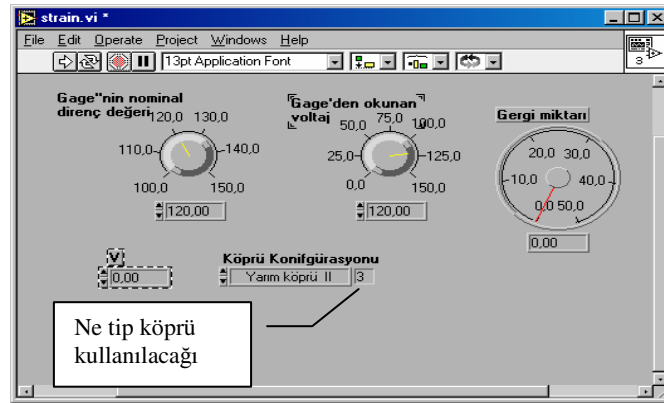 strain.vi *
File Edit Operate Project Windows Help
13pt Application Font
3
Gage''nin nominal
direnç değeri
120,0 130,0
110,0 140,0
100,0 150,0
120,00
Gage'den okunan
voltaj
50,0 75,0 100,0
25,0 125,0
0,0 150,0
120,00
Gergi miktarı
20,0 30,0
10,0 40,0
0,0 50,0
0,00
V
0,00
Köprü Konifgürasyonu
Yarım köprü II 3
Ne tip köprü
kullanılacağı